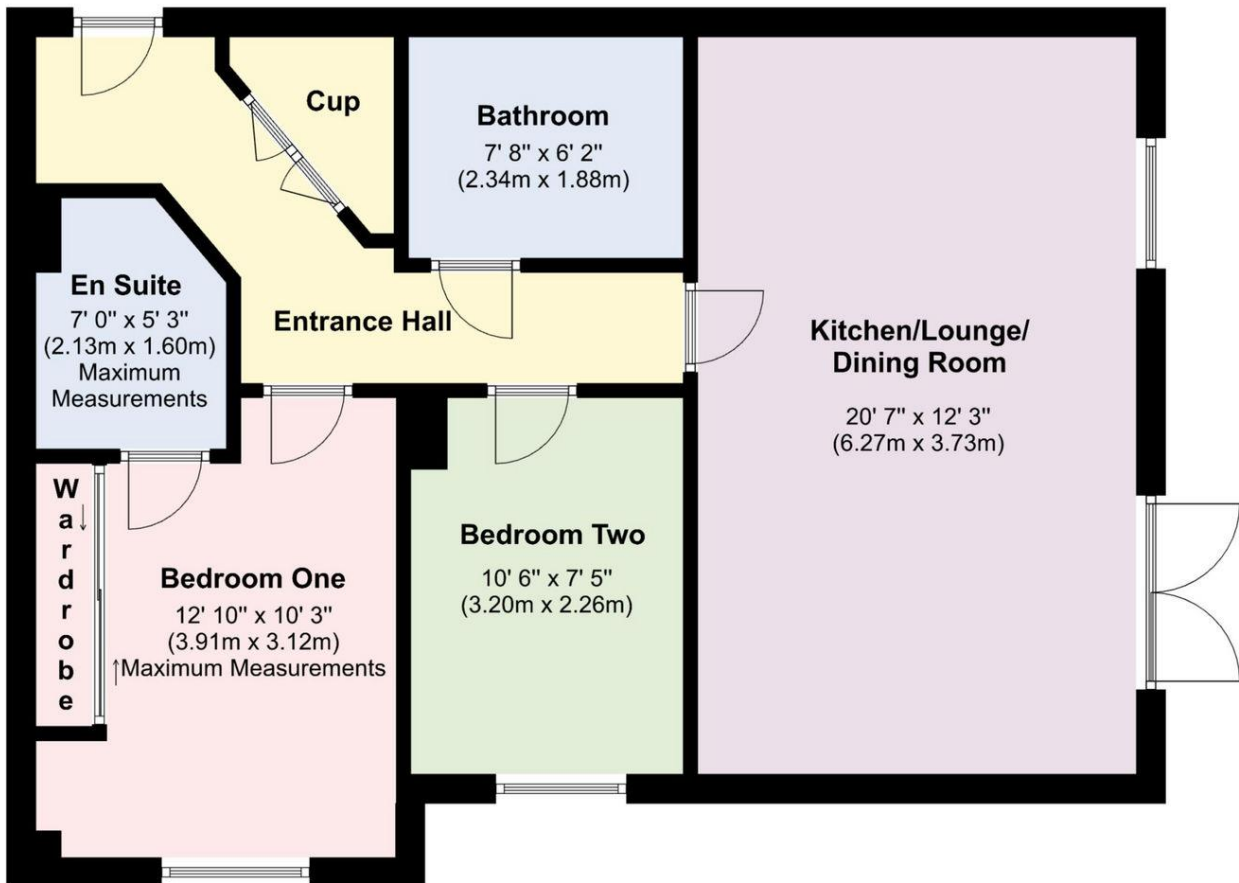 Cup
Bathroom
7' 8" x 6' 2"
(2.34m x 1.88m)
En Suite
7' 0" x 5' 3"
(2.13m x 1.60m)
Maximum
Measurements
Entrance Hall
Kitchen/Lounge/
Dining Room
20' 7" x 12' 3"
(6.27m x 3.73m)
Wardrobe
Bedroom One
12' 10" x 10' 3"
(3.91m x 3.12m)
↑Maximum Measurements
Bedroom Two
10' 6" x 7' 5"
(3.20m x 2.26m)